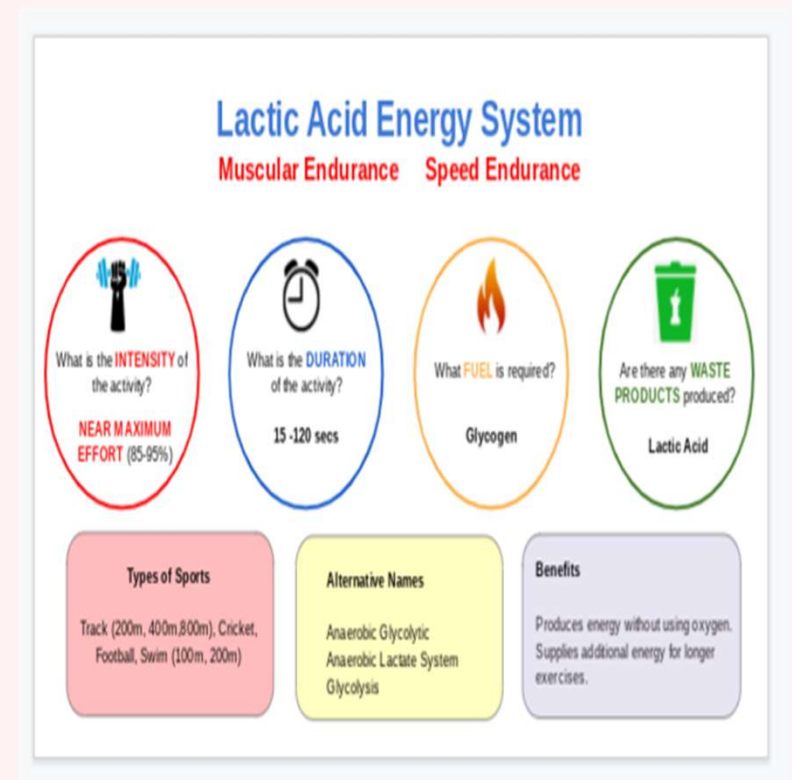 Lactic Acid Energy System
Muscular Endurance Speed Endurance
What is the INTENSITY of
the activity?
NEAR MAXIMUM
EFFORT (85-95%)
What is the DURATION
of the activity?
15 -120 secs
What FUEL is required?
Glycogen
Are there any WASTE
PRODUCTS produced?
Lactic Acid
Types of Sports
Track (200m, 400m,800m), Cricket,
Football, Swim (100m, 200m)
Alternative Names
Anaerobic Glycolytic
Anaerobic Lactate System
Glycolysis
Benefits
Produces energy without using oxygen.
Supplies additional energy for longer
exercises.